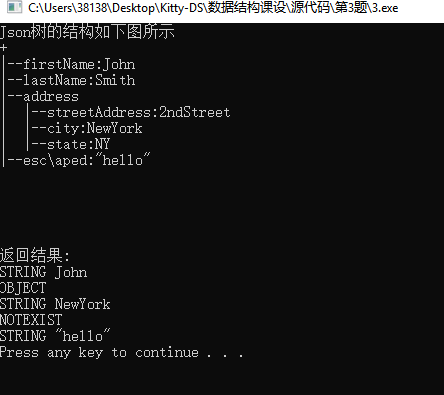 C:\Users\38138\Desktop\Kitty-DS\数据结构课设\源代码\第3题\3.exe
Json树的结构如下图所示
+
|--firstName:John
|--lastName:Smith
|--address
|  |--streetAddress:2ndStreet
|  |--city:NewYork
|  |--state:NY
|--esc\aped:"hello"
返回结果:
STRING John
OBJECT
STRING NewYork
NOTEXIST
STRING "hello"
Press any key to continue . . .